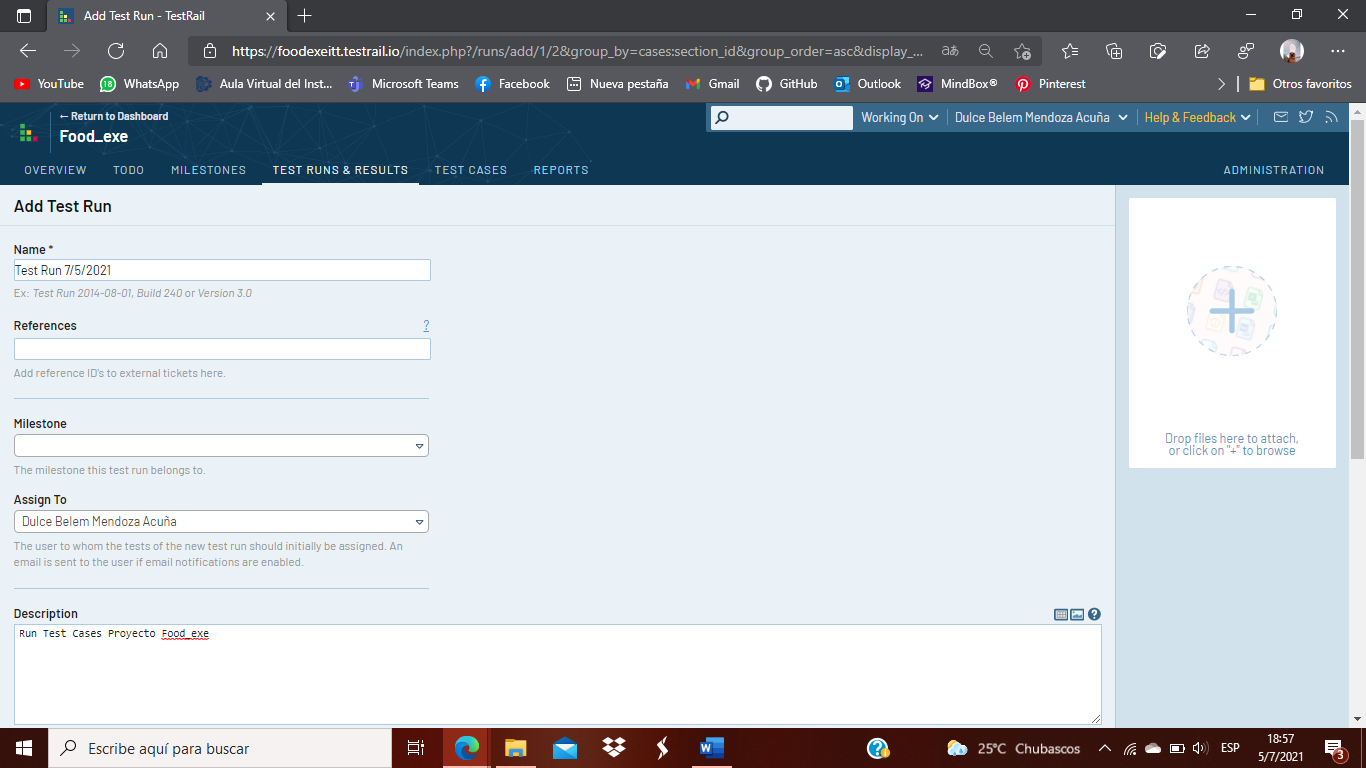 Add Test Run - TestRail
https://foodexeitt.testrail.io/index.php?/runs/add/1/2&group_by=cases:section_id&group_order=asc&display_...
YouTube
18
WhatsApp
Aula Virtual del Inst...
Microsoft Teams
Facebook
Nueva pestaña
Gmail
GitHub
Outlook
MindBox®
Pinterest
Otros favoritos
← Return to Dashboard
Food_exe
Working On
Dulce Belem Mendoza Acuña
Help & Feedback
OVERVIEW
TODO
MILESTONES
TEST RUNS & RESULTS
TEST CASES
REPORTS
ADMINISTRATION
Add Test Run
Name *
Test Run 7/5/2021
Ex: Test Run 2014-08-01, Build 240 or Version 3.0
References
?
Add reference ID's to external tickets here.
Milestone
The milestone this test run belongs to.
Assign To
Dulce Belem Mendoza Acuña
The user to whom the tests of the new test run should initially be assigned. An
email is sent to the user if email notifications are enabled.
Description
Run Test Cases Proyecto Food_exe
Drop files here to attach,
or click on "+" to browse
Escribe aquí para buscar
25°C Chubascos
ESP
18:57
5/7/2021
3